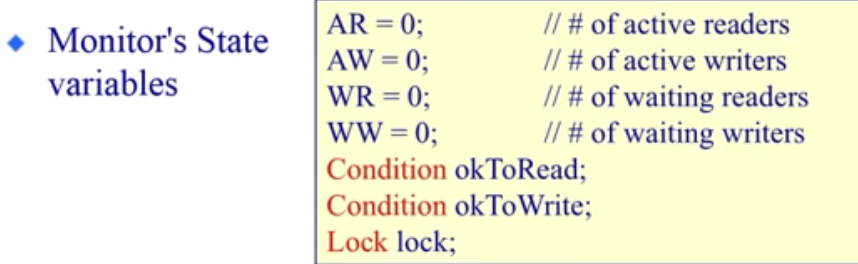 Monitor's State
variables
AR = 0; // # of active readers
AW = 0; // # of active writers
WR = 0; // # of waiting readers
WW = 0; // # of waiting writers
Condition okToRead;
Condition okToWrite;
Lock lock;